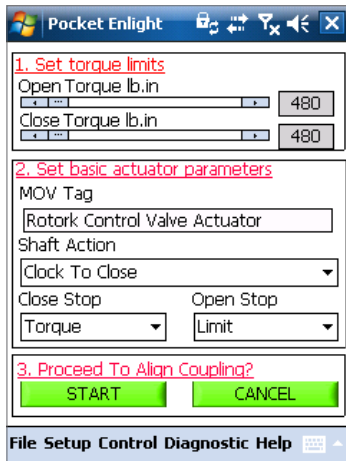 Pocket Enlight
1. Set torque limits
Open Torque lb.in
480
Close Torque lb.in
480
2. Set basic actuator parameters
MOV Tag
Rotork Control Valve Actuator
Shaft Action
Clock To Close
Close Stop Open Stop
Torque Limit
3. Proceed To Align Coupling?
START CANCEL
File Setup Control Diagnostic Help